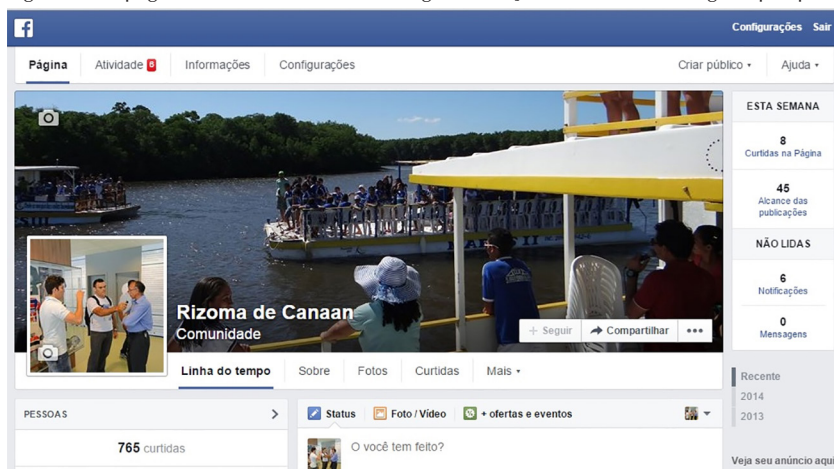 f
Configurações Sair
Página Atividade 8 Informações Configurações Criar público Ajuda
ESTA SEMANA
8
Curtidas na Página
45
Alcance das
publicações
NÃO LIDAS
6
Notificações
0
Mensagens
Rizoma de Canaan
Comunidade
+ Seguir Compartilhar •••
Linha do tempo Sobre Fotos Curtidas Mais
Recente
2014
2013
PESSOAS >
765 curtidas
Status Foto / Vídeo + ofertas e eventos
O você tem feito?
Veja seu anúncio aqui